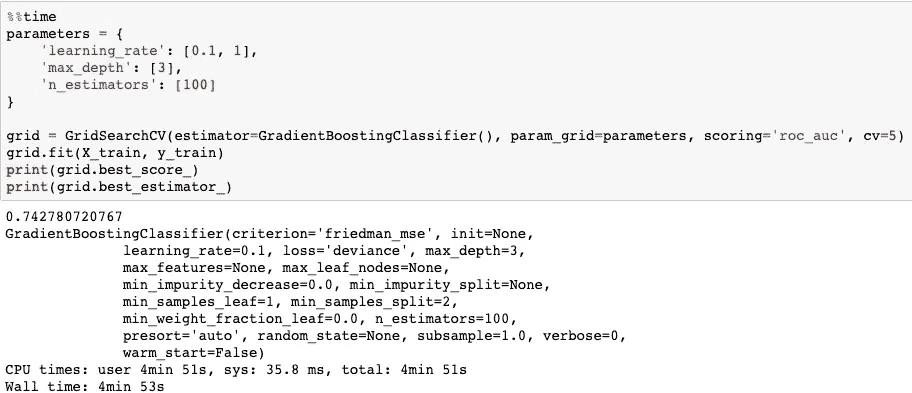 %%time
parameters = {
    'learning_rate': [0.1, 1],
    'max_depth': [3],
    'n_estimators': [100]
}
grid = GridSearchCV(estimator=GradientBoostingClassifier(), param_grid=parameters, scoring='roc_auc', cv=5)
grid.fit(X_train, y_train)
print(grid.best_score_)
print(grid.best_estimator_)
0.742780720767
GradientBoostingClassifier(criterion='friedman_mse', init=None,
              learning_rate=0.1, loss='deviance', max_depth=3,
              max_features=None, max_leaf_nodes=None,
              min_impurity_decrease=0.0, min_impurity_split=None,
              min_samples_leaf=1, min_samples_split=2,
              min_weight_fraction_leaf=0.0, n_estimators=100,
              presort='auto', random_state=None, subsample=1.0, verbose=0,
              warm_start=False)
CPU times: user 4min 51s, sys: 35.8 ms, total: 4min 51s
Wall time: 4min 53s